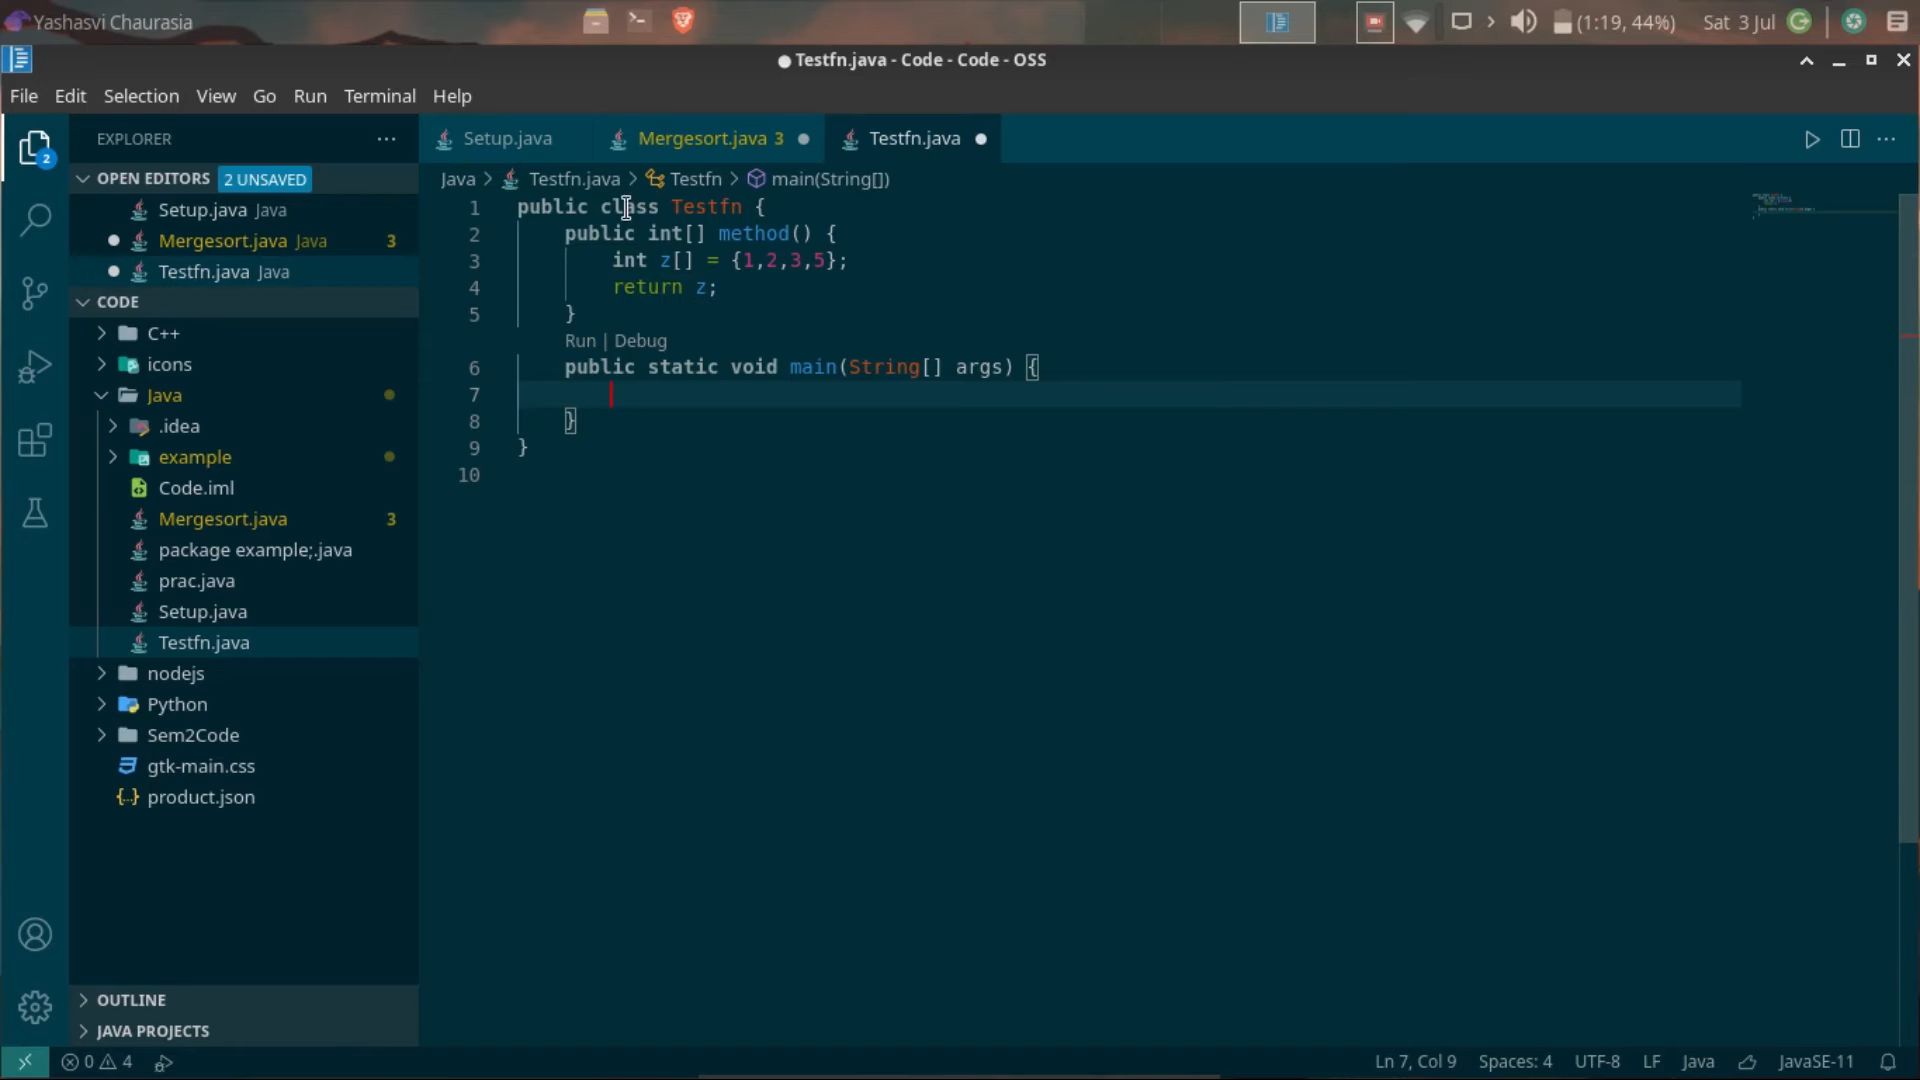 Yashasvi Chaurasia
(1:19, 44%)
Sat 3 Jul
Testfn.java - Code - Code - OSS
File Edit Selection View Go Run Terminal Help
EXPLORER
2
OPEN EDITORS 2 UNSAVED
Setup.java Java
Mergesort.java Java 3
Testfn.java Java
CODE
C++
icons
Java
.idea
example
Code.iml
Mergesort.java 3
package example;.java
prac.java
Setup.java
Testfn.java
nodejs
Python
Sem2Code
gtk-main.css
product.json
OUTLINE
JAVA PROJECTS
Setup.java Mergesort.java 3 Testfn.java
Java > Testfn.java > Testfn > main(String[])
1 public class Testfn {
2 public int[] method() {
3 int z[] = {1,2,3,5};
4 return z;
5 }
Run | Debug
6 public static void main(String[] args) {
7
8 }
9 }
10
0 4
Ln 7, Col 9 Spaces: 4 UTF-8 LF Java JavaSE-11